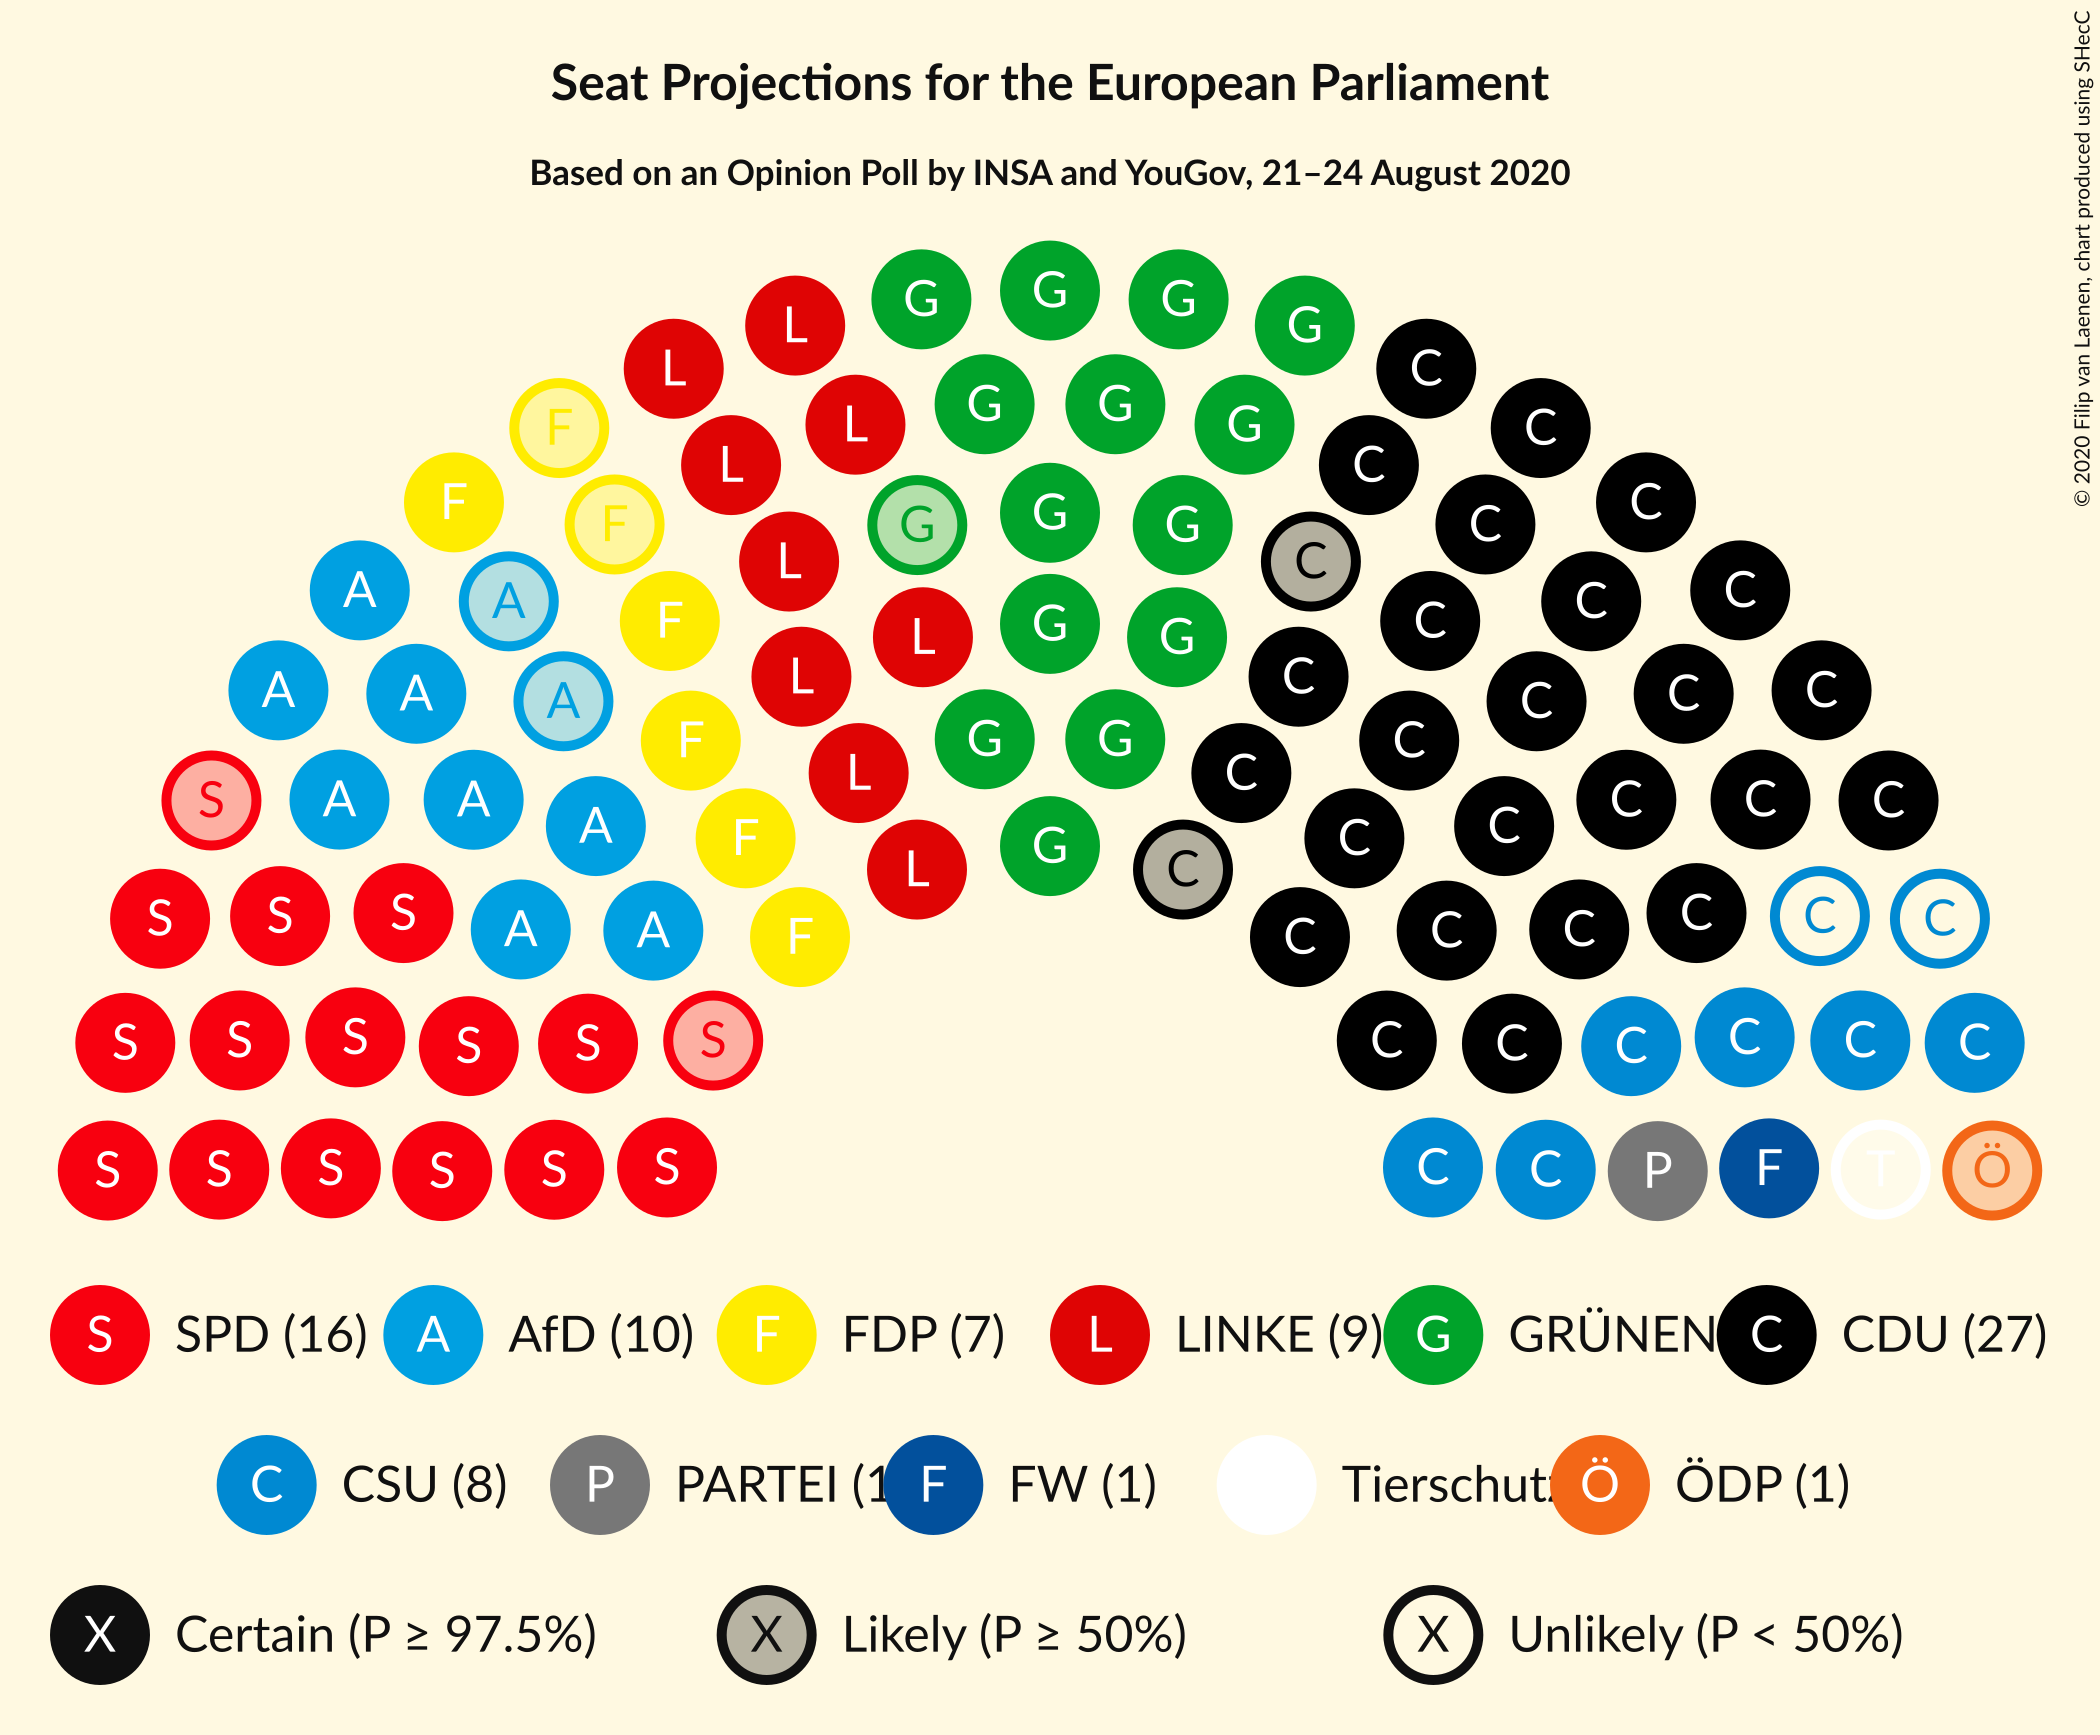 Seat Projections for the European Parliament
Based on an Opinion Poll by INSA and YouGov, 21–24 August 2020
© 2020 Filip van Laenen, chart produced using SHecC
G G G G
L L C C
G G G
F L L C C C
F G G G C
A F L C C C
A F L L G G C C C
A A A F L G G C C C C C
S A A A F L G C C C C C C
S S S A A F L C C C C C C C
S S S S S S C C C C C C
S S S S S S C C P F T Ö
S SPD (16) A AfD (10) F FDP (7) L LINKE (9) G GRÜNEN C CDU (27)
C CSU (8) P PARTEI (1 F FW (1) Tierschutz Ö ÖDP (1)
X Certain (P ≥ 97.5%) X Likely (P ≥ 50%) X Unlikely (P < 50%)